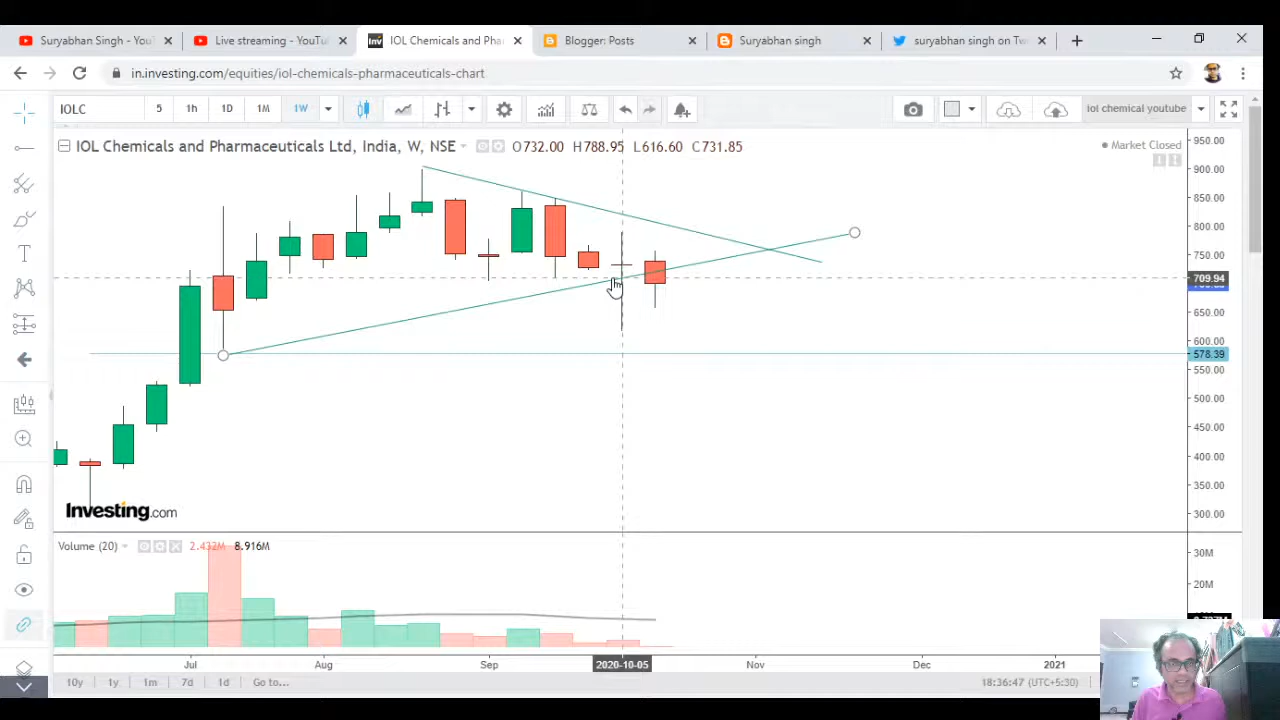 Suryabhan Singh - YouT
Live streaming - YouTube
IOL Chemicals and Pha
Blogger: Posts
Suryabhan singh
suryabhan singh on Tw
in.investing.com/equities/iol-chemicals-pharmaceuticals-chart
IOLC 5 1h 1D 1M 1W
iol chemical youtube
IOL Chemicals and Pharmaceuticals Ltd, India, W, NSE O732.00 H788.95 L616.60 C731.85
Market Closed
950.00
900.00
850.00
800.00
750.00
709.94
650.00
600.00
578.39
550.00
500.00
450.00
400.00
350.00
300.00
Investing.com
Volume (20) 2.432M 8.916M
30M
20M
Jul Aug Sep 2020-10-05 Nov Dec 2021
10y 1y 1m 7d 1d Go to...
18:36:47 (UTC+5:30)